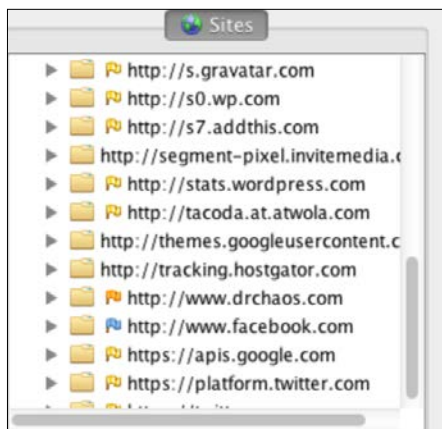 Sites
http://s.gravatar.com
http://s0.wp.com
http://s7.addthis.com
http://segment-pixel.invitemedia.c
http://stats.wordpress.com
http://tacoda.at.atwola.com
http://themes.googleusercontent.c
http://tracking.hostgator.com
http://www.drchaos.com
http://www.facebook.com
https://apis.google.com
https://platform.twitter.com